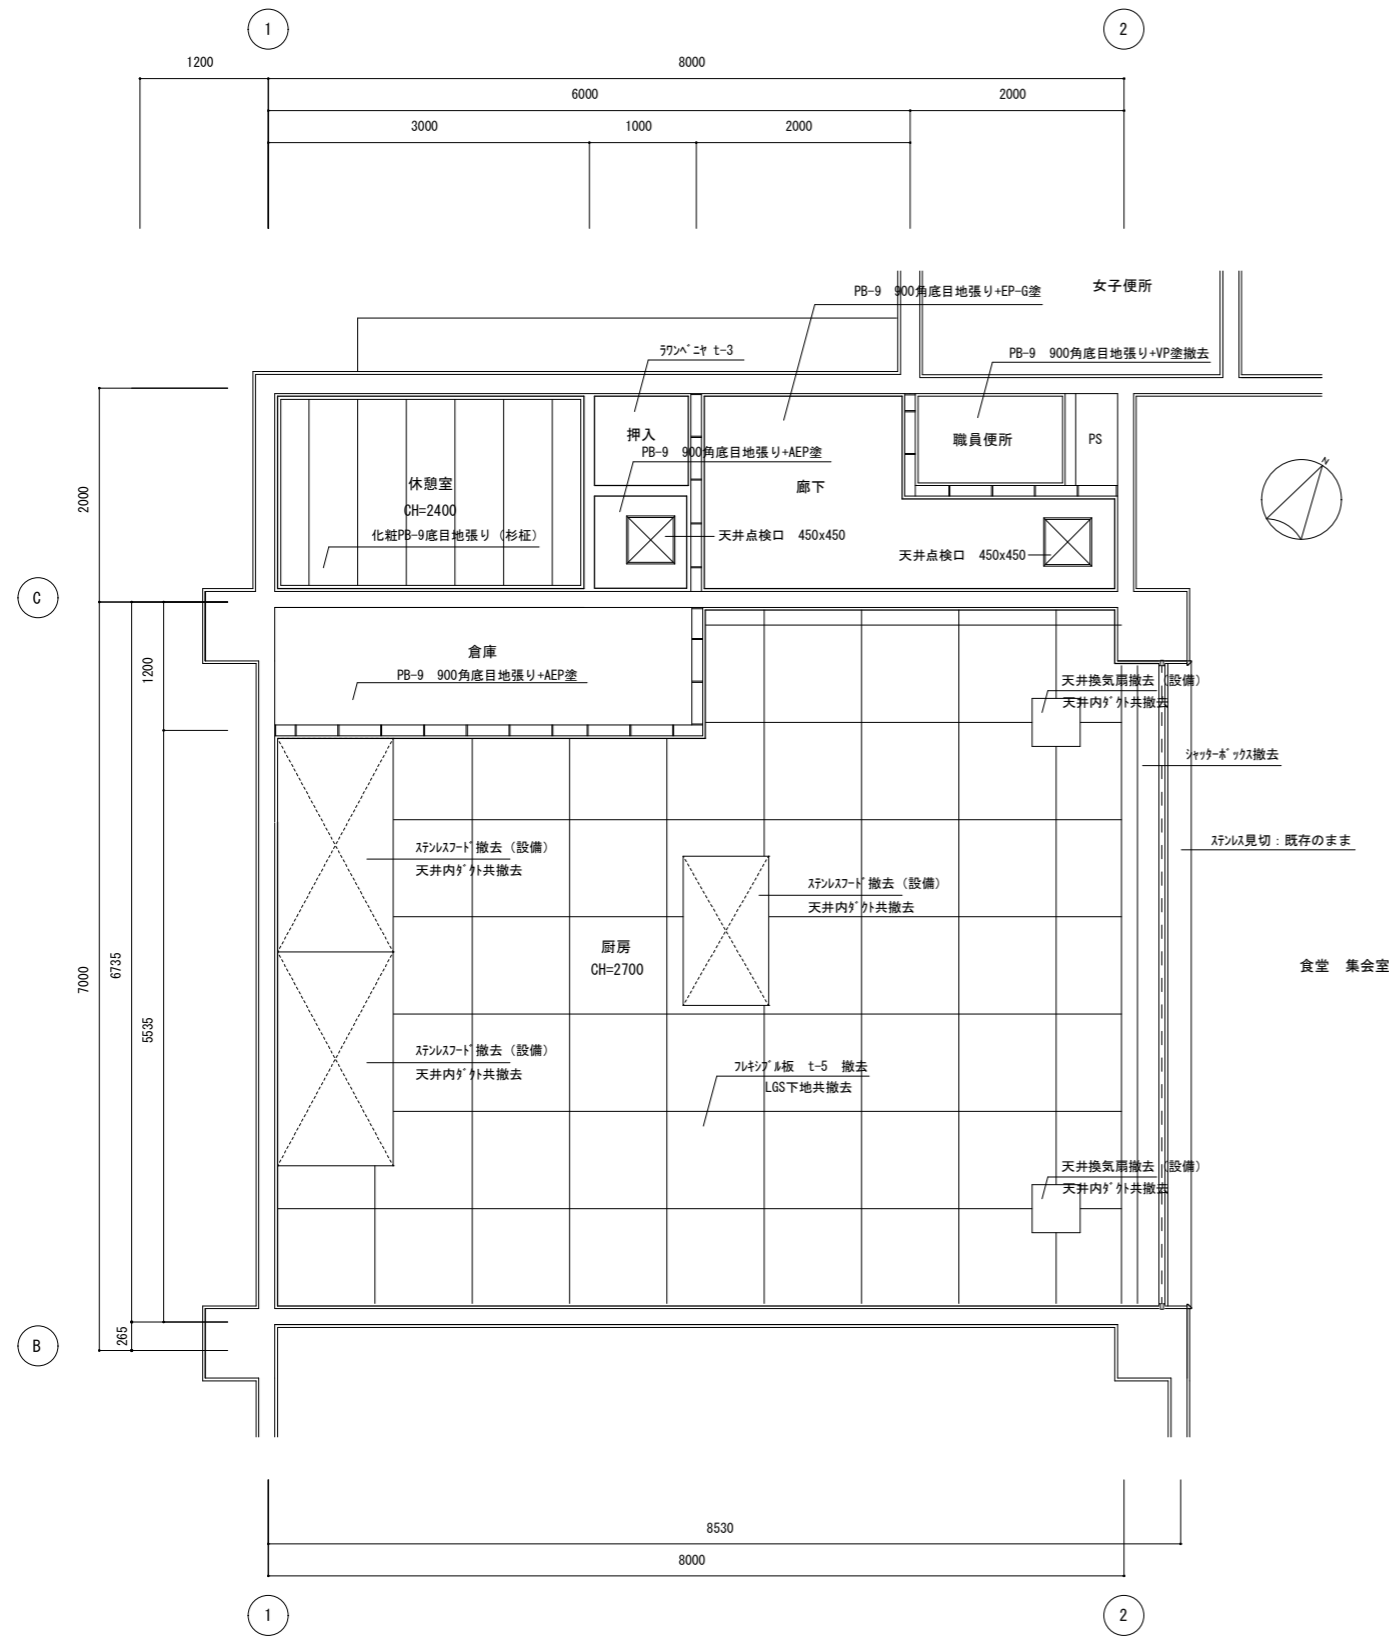 1
2
1200
8000
6000
2000
3000
1000
2000
女子便所
PB-9 900角底目地張り+EP-G塗
ﾗﾜﾝﾍﾞﾆﾔ t-3
PB-9 900角底目地張り+VP塗撤去
押入
職員便所
PS
PB-9 900角底目地張り+AEP塗
N
休憩室
CH=2400
廊下
化粧PB-9底目地張り（杉柾）
天井点検口 450x450
天井点検口 450x450
2000
C
倉庫
PB-9 900角底目地張り+AEP塗
1200
天井換気扇撤去（設備）
天井内ﾀﾞｸﾄ共撤去
ｼｬｯﾀｰﾎﾞｯｸｽ撤去
ｽﾃﾝﾚｽ見切：既存のまま
ｽﾃﾝﾚｽﾌｰﾄﾞ撤去（設備）
天井内ﾀﾞｸﾄ共撤去
ｽﾃﾝﾚｽﾌｰﾄﾞ撤去（設備）
天井内ﾀﾞｸﾄ共撤去
厨房
CH=2700
食堂 集会室
7000
6735
5535
ｽﾃﾝﾚｽﾌｰﾄﾞ撤去（設備）
天井内ﾀﾞｸﾄ共撤去
ﾌﾚｷｼﾌﾞﾙ板 t-5 撤去
LGS下地共撤去
天井換気扇撤去（設備）
天井内ﾀﾞｸﾄ共撤去
265
B
8530
8000
1
2